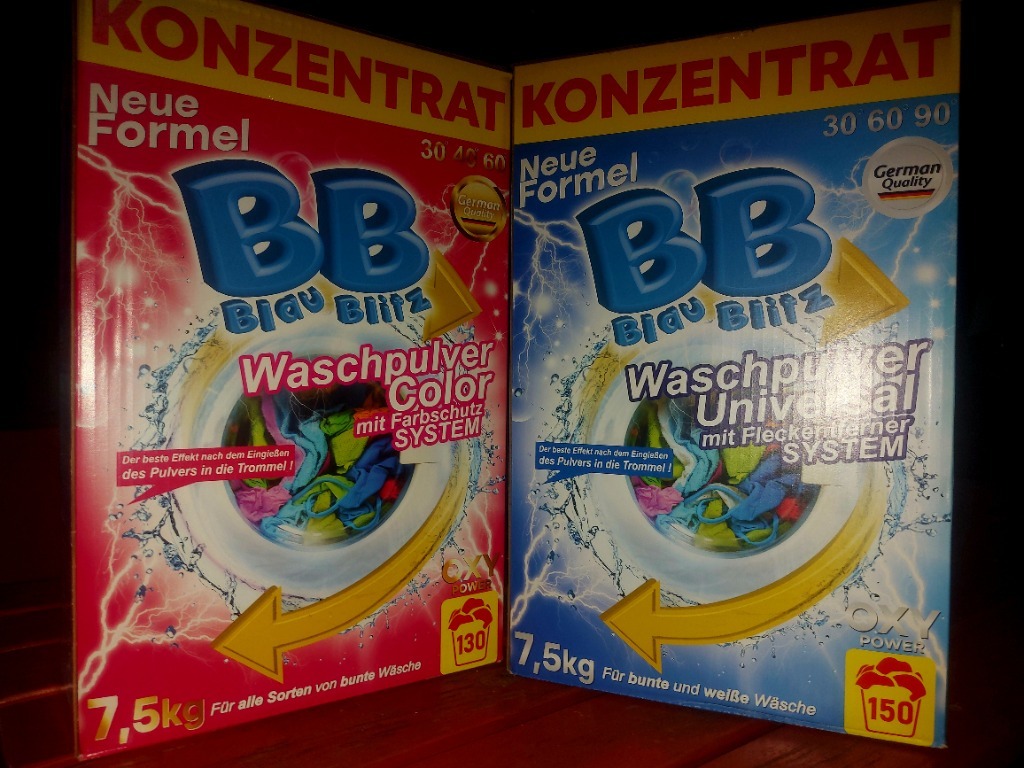 KONZENTRAT
Neue
Formel
30° 40° 60°
German
Quality
BB
Blau Blitz
Waschpulver
Color
mit Farbschutz
SYSTEM
Der beste Effekt nach dem Eingießen
des Pulvers in die Trommel !
OXY
POWER
130
7,5kg Für alle Sorten von bunte Wäsche
KONZENTRAT
30° 60° 90°
Neue
Formel
German
Quality
BB
Blau Blitz
Waschpulver
Universal
mit Fleckentferner
SYSTEM
Der beste Effekt nach dem Eingießen
des Pulvers in die Trommel !
OXY
POWER
150
7,5kg Für bunte und weiße Wäsche